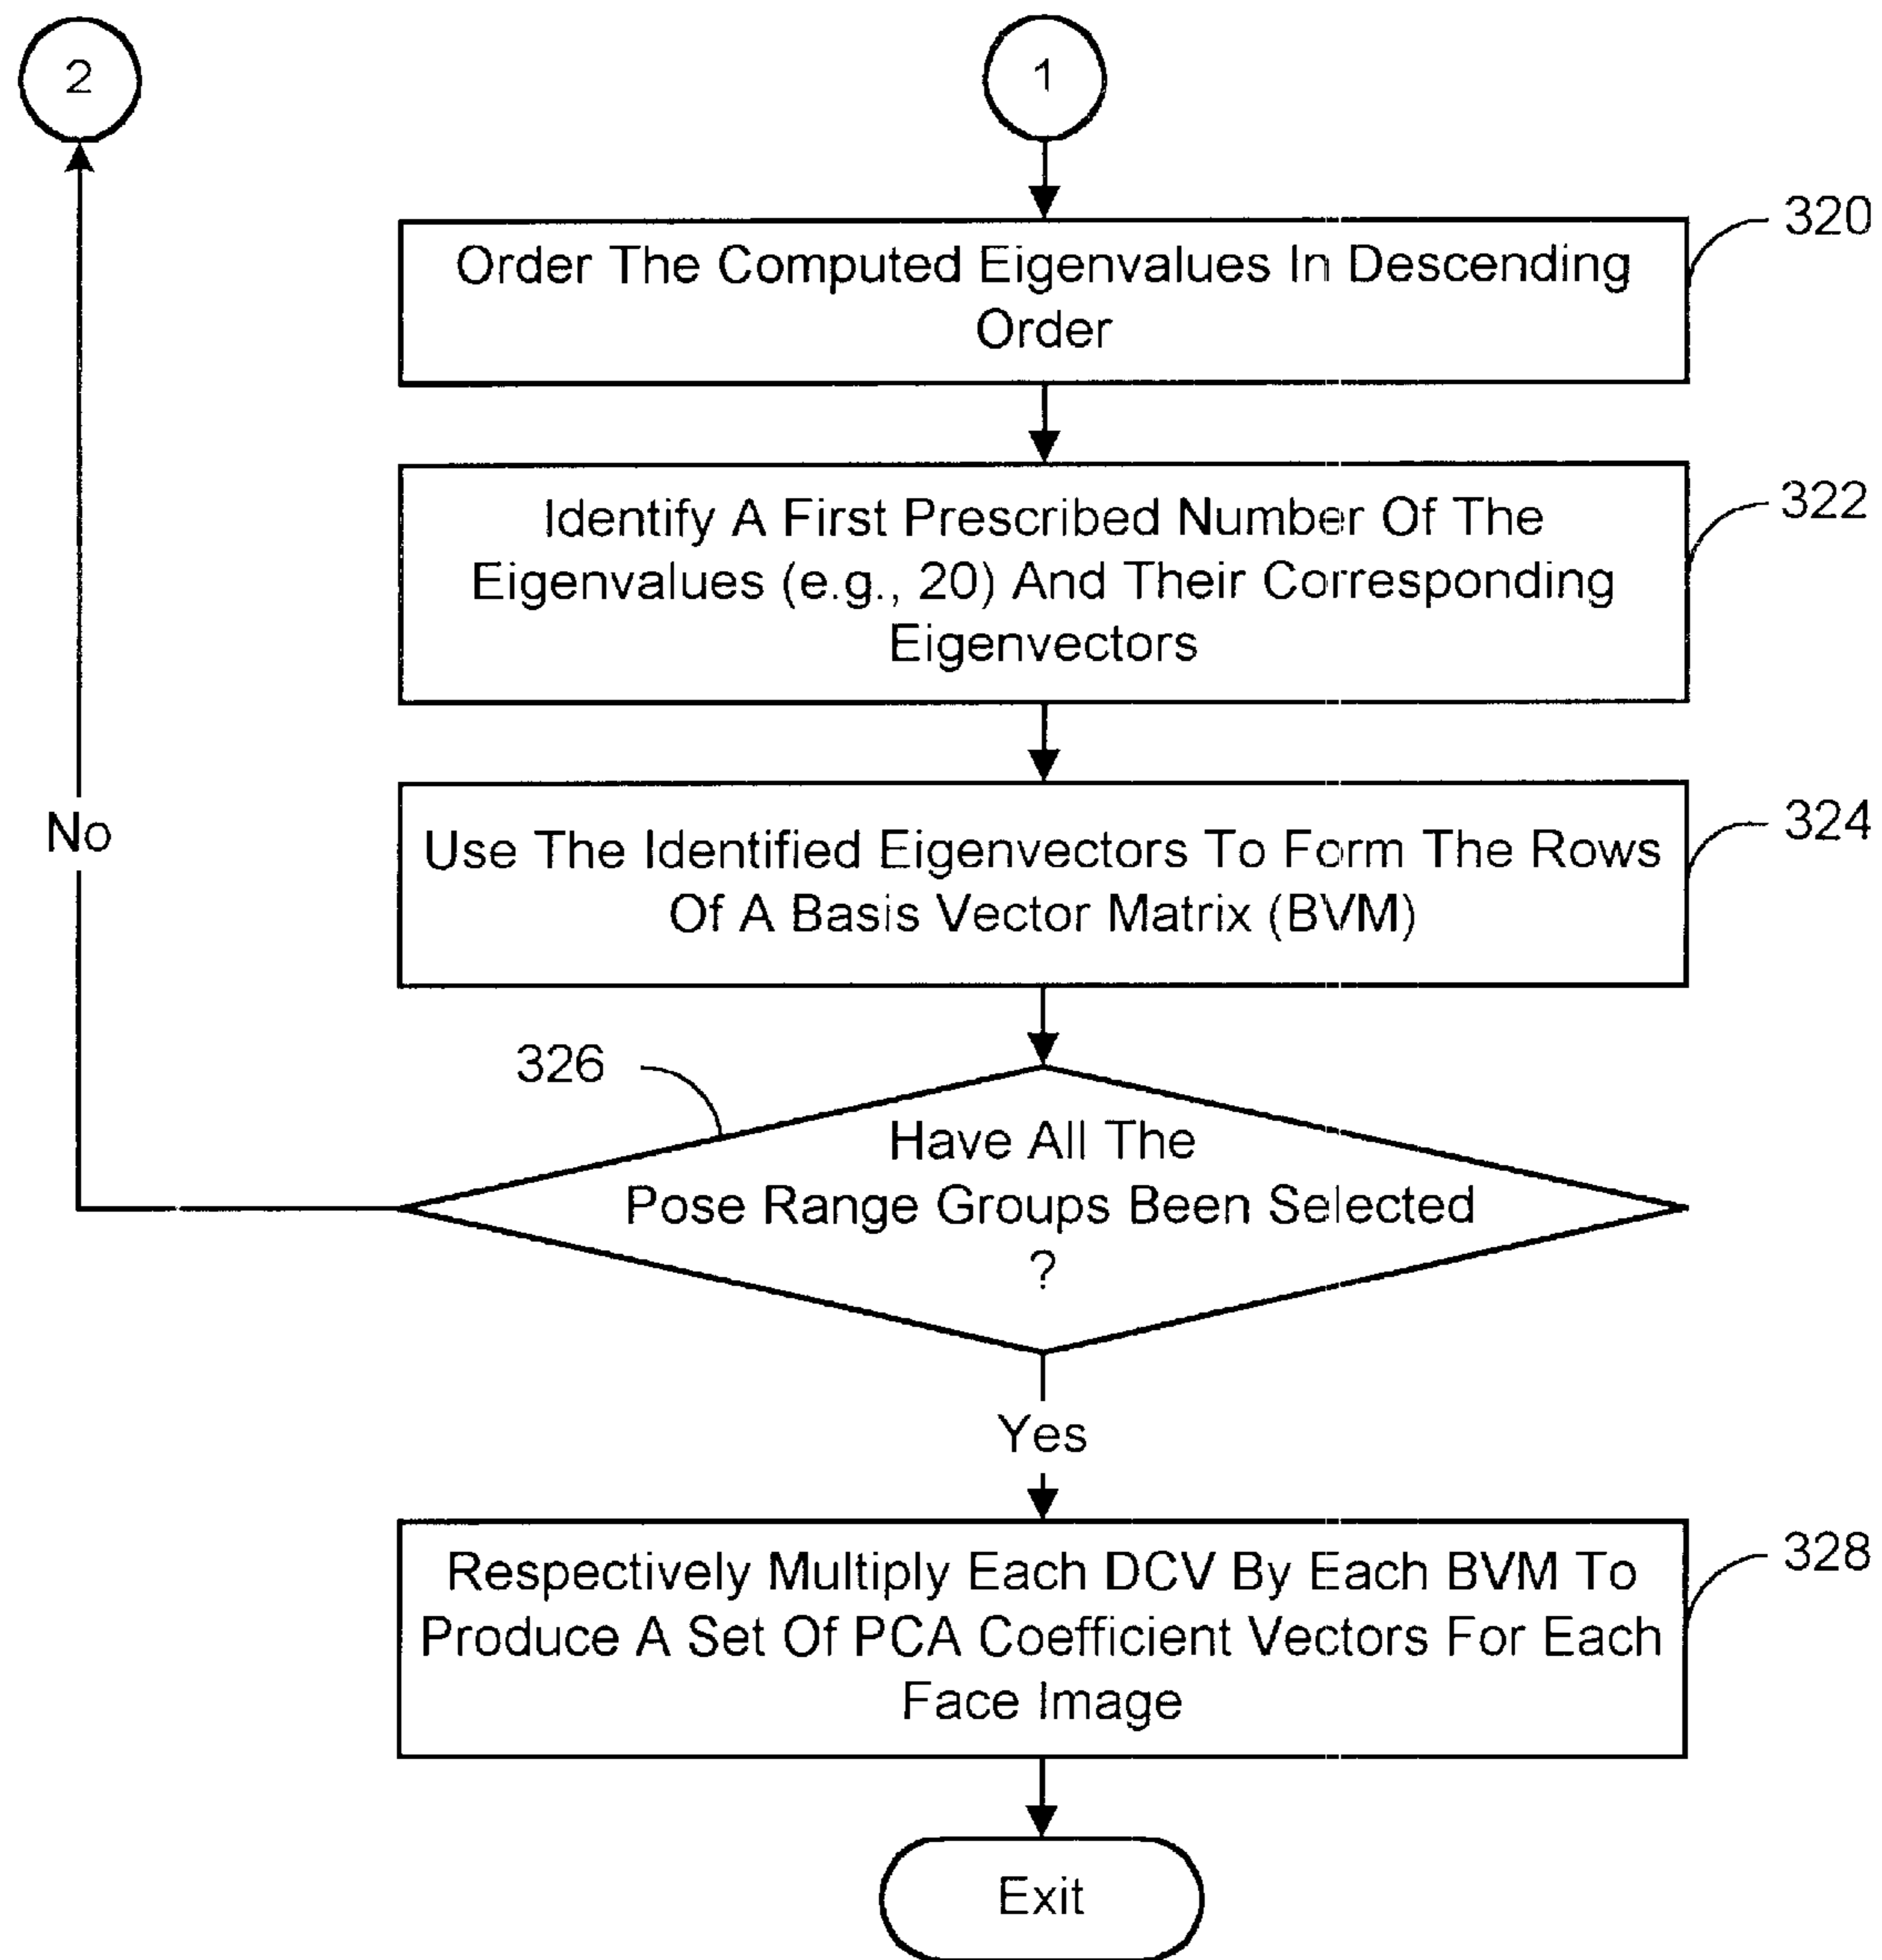 2
1
320
Order The Computed Eigenvalues In Descending
Order
322
Identify A First Prescribed Number Of The
Eigenvalues (e.g., 20) And Their Corresponding
Eigenvectors
324
Use The Identified Eigenvectors To Form The Rows
Of A Basis Vector Matrix (BVM)
No
326
Have All The
Pose Range Groups Been Selected
?
Yes
328
Respectively Multiply Each DCV By Each BVM To
Produce A Set Of PCA Coefficient Vectors For Each
Face Image
Exit